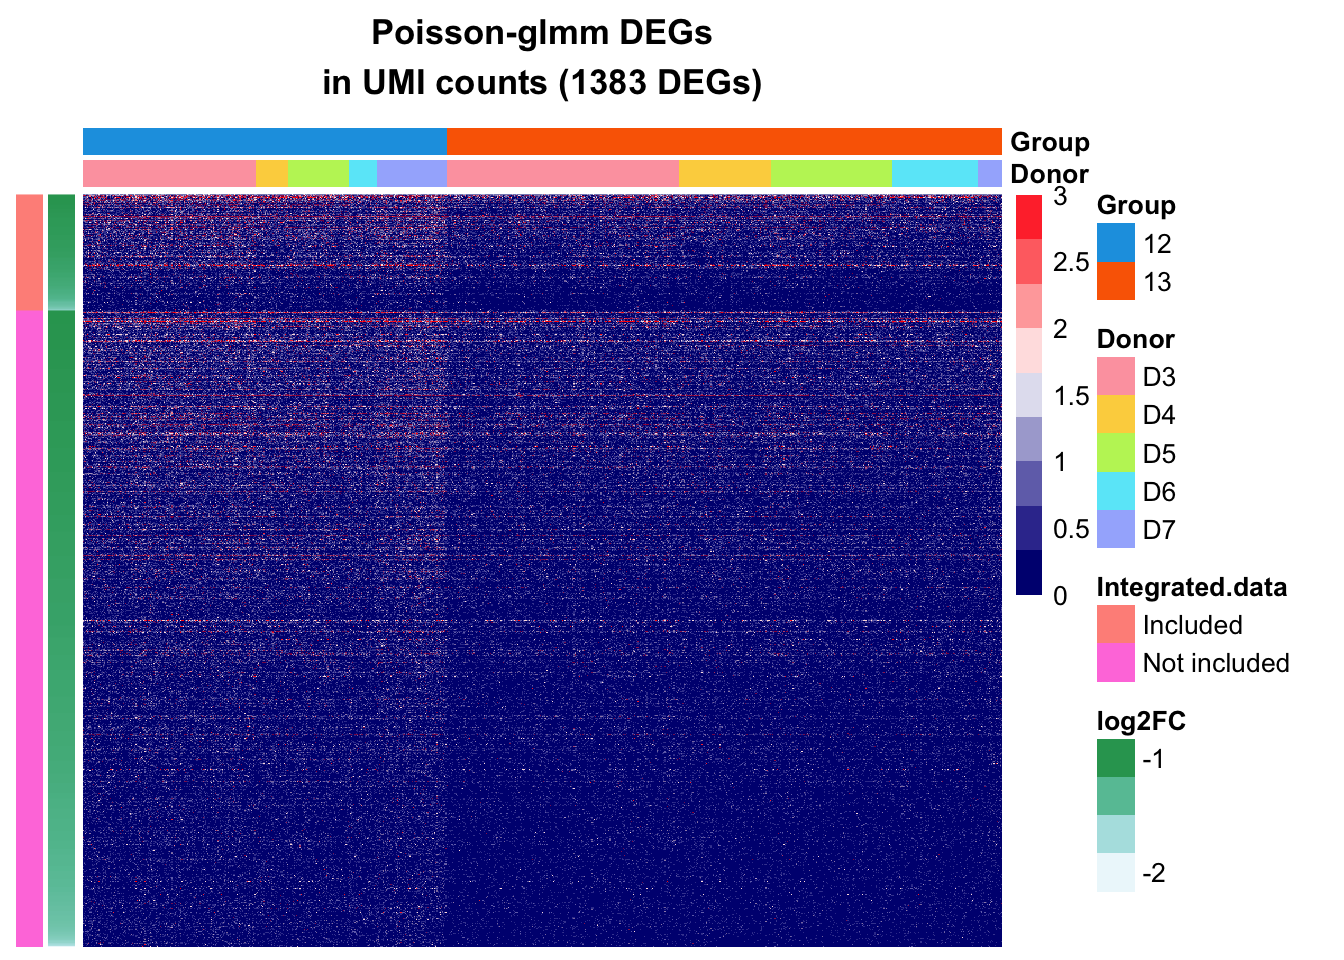 Poisson-glmm DEGs
in UMI counts (1383 DEGs)
Group
Donor
3
2.5
2
1.5
1
0.5
0
Group
12
13
Donor
D3
D4
D5
D6
D7
Integrated.data
Included
Not included
log2FC
-1
-2